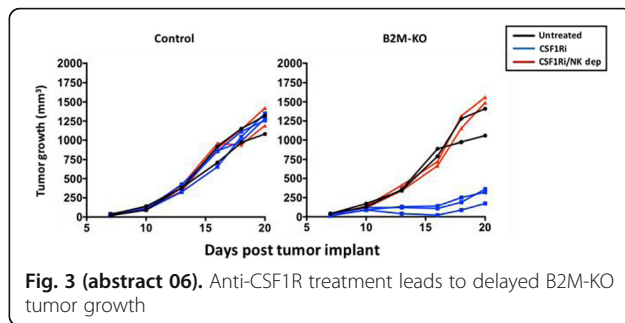 Control
B2M-KO
Untreated
CSF1Ri
CSF1Ri/NK dep
Tumor growth (mm³)
2000
1750
1500
1250
1000
750
500
250
0
5
10
15
20
2000
1750
1500
1250
1000
750
500
250
0
5
10
15
20
Days post tumor implant
Fig. 3 (abstract 06). Anti-CSF1R treatment leads to delayed B2M-KO
tumor growth